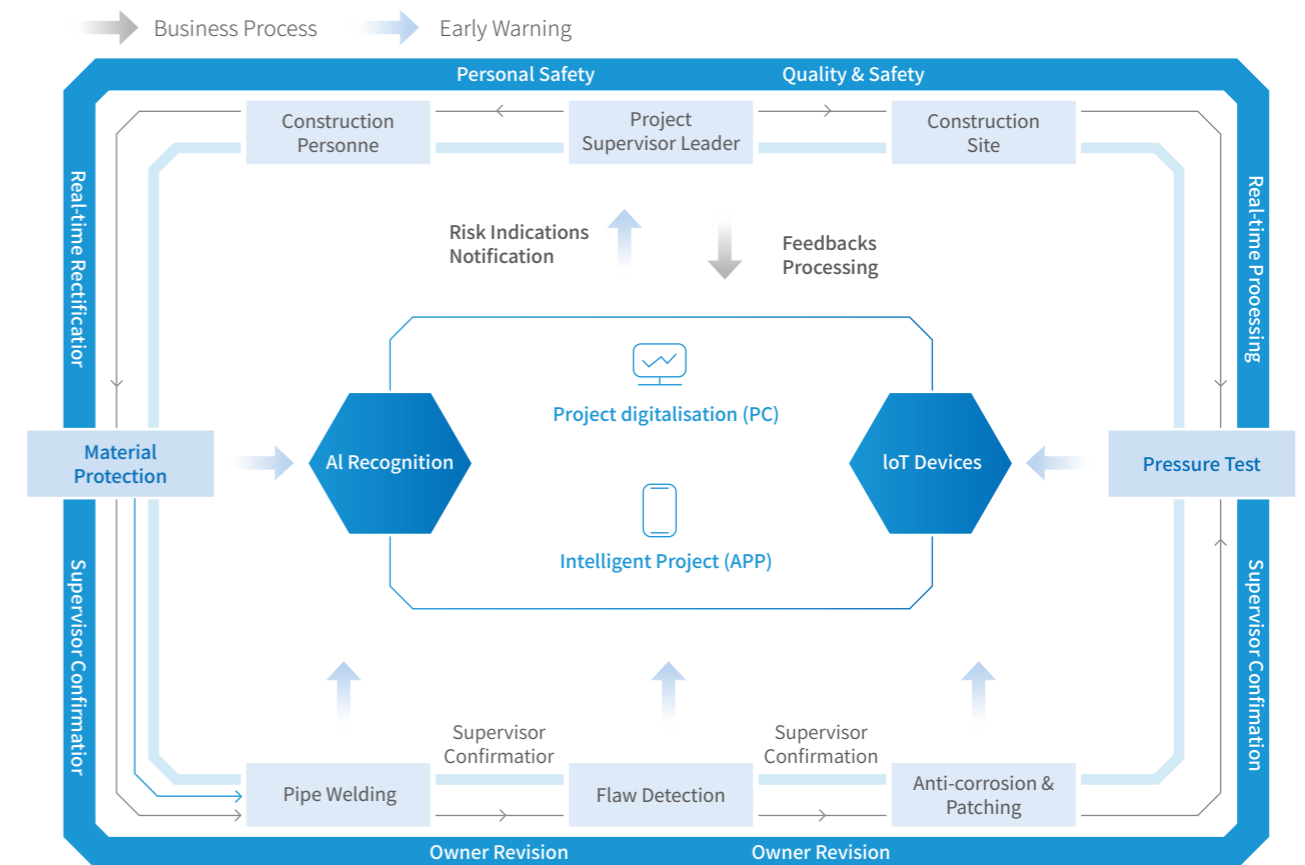 Business Process
Early Warning
Personal Safety
Quality & Safety
Construction
Personne
Project
Supervisor Leader
Construction
Site
Real-time Rectificatior
Real-time Prooessing
Risk Indications
Notification
Feedbacks
Processing
Project digitalisation (PC)
Material
Protection
AI Recognition
loT Devices
Pressure Test
Intelligent Project (APP)
Supervisor Confirmatior
Supervisor Confimation
Supervisor
Confirmatior
Supervisor
Confirmation
Pipe Welding
Flaw Detection
Anti-corrosion &
Patching
Owner Revision
Owner Revision